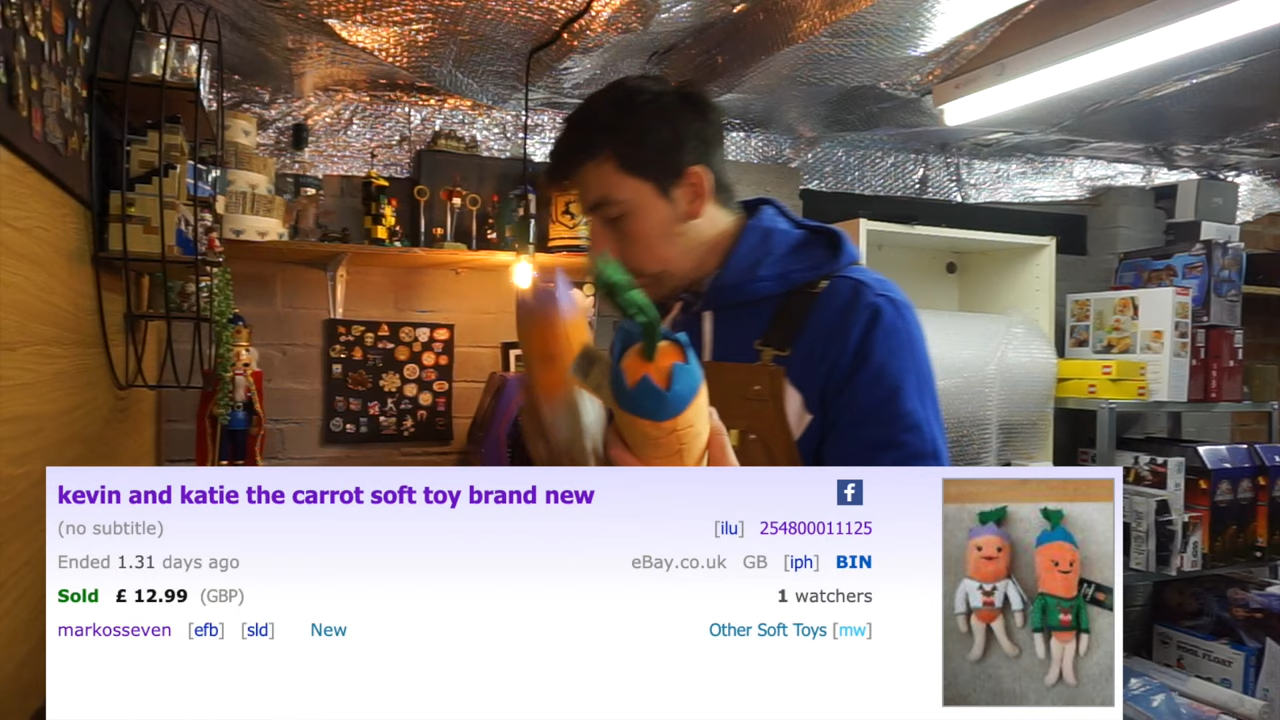 kevin and katie the carrot soft toy brand new
(no subtitle)
[ilu] 254800011125
Ended 1.31 days ago
eBay.co.uk GB [iph] BIN
Sold £ 12.99 (GBP)
1 watchers
markosseven [efb] [sld] New
Other Soft Toys [mw]
POOL FLOAT